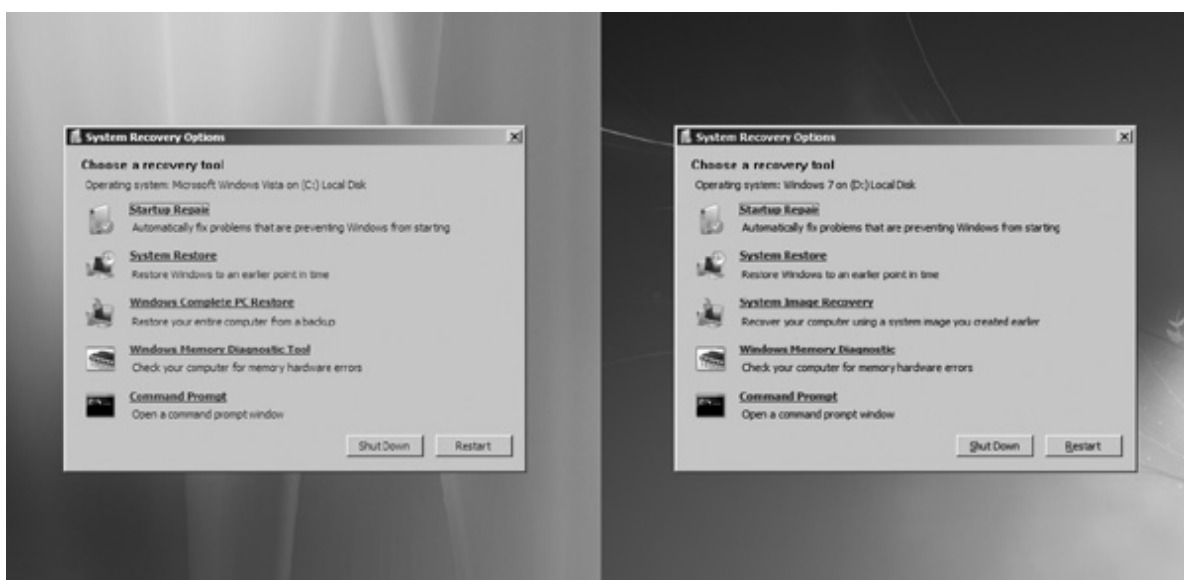 System Recovery Options
Choose a recovery tool
Operating system: Microsoft Windows Vista on (C:) Local Disk
Startup Repair
Automatically fix problems that are preventing Windows from starting
System Restore
Restore Windows to an earlier point in time
Windows Complete PC Restore
Restore your entire computer from a backup
Windows Memory Diagnostic Tool
Check your computer for memory hardware errors
Command Prompt
Open a command prompt window
Shut Down
Restart
System Recovery Options
Choose a recovery tool
Operating system: Windows 7 on (D:) Local Disk
Startup Repair
Automatically fix problems that are preventing Windows from starting
System Restore
Restore Windows to an earlier point in time
System Image Recovery
Recover your computer using a system image you created earlier
Windows Memory Diagnostic
Check your computer for memory hardware errors
Command Prompt
Open a command prompt window
Shut Down
Restart